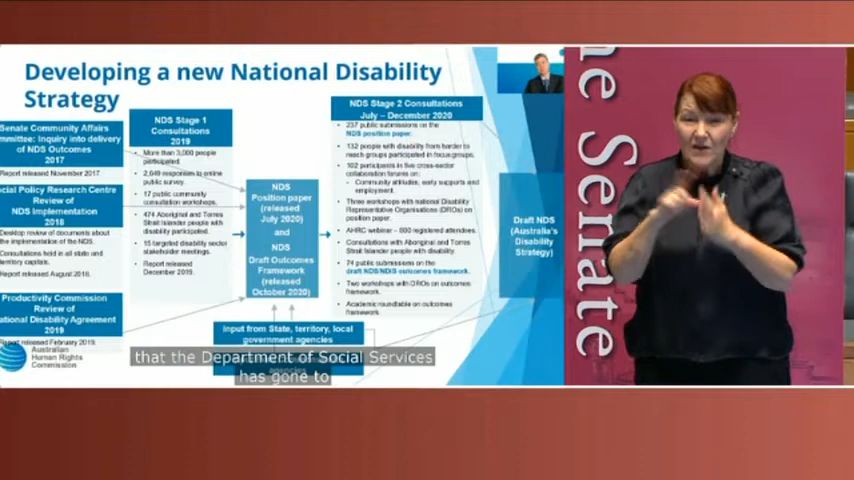 Developing a new National Disability
Strategy
Senate Community Affairs
mmittee: Inquiry into delivery
of NDS Outcomes
2017
Report released November 2017.
cial Policy Research Centre
Review of
NDS Implementation
2018
Desktop review of documents about
the implementation of the NDS.
Consultations held in all state and
territory capitals.
Report released August 2018.
Productivity Commission
Review of
ational Disability Agreement
2019
Report released February 2019.
Australian
Human Rights
Commission
NDS Stage 1
Consultations
2019
• More than 3,000 people
participated.
• 2,649 responses to online
public survey.
• 17 public community
consultation workshops.
• 474 Aboriginal and Torres
Strait Islander people with
disability participated.
• 15 targeted disability sector
stakeholder meetings.
• Report released
December 2019.
NDS
Position paper
(released
July 2020)
and
NDS
Draft Outcomes
Framework
(released
October 2020)
Input from State, territory, local
government agencies
agencies
NDS Stage 2 Consultations
July – December 2020
• 237 public submissions on the
NDS position paper.
• 132 people with disability from harder to
reach groups participated in focus groups.
• 102 participants in five cross-sector
collaboration forums on:
• Community attitudes, early supports and
employment.
• Three workshops with national Disability
Representative Organisations (DROs) on
position paper.
• AHRC webinar – 800 registered attendees.
• Consultations with Aboriginal and Torres
Strait Islander people with disability.
• 74 public submissions on the
draft NDS/NDIS outcomes framework.
• Two workshops with DROs on outcomes
framework.
• Academic roundtable on outcomes
framework.
Draft NDS
(Australia's
Disability
Strategy)
that the Department of Social Services
has gone to
he Senate